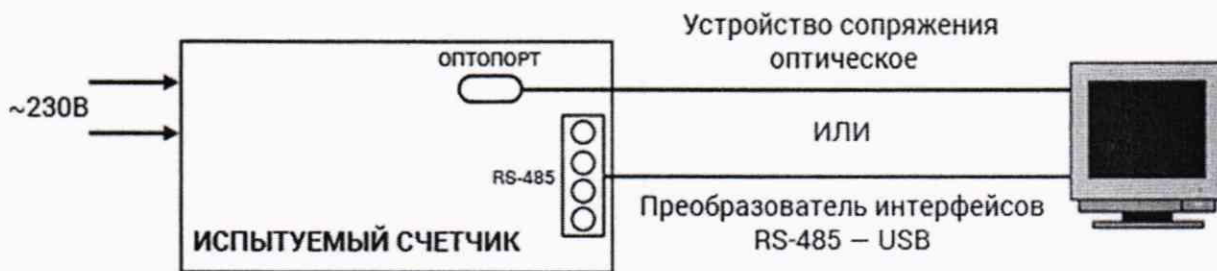 Устройство сопряжения
оптическое
ОПТОПОРТ
~230В
ИЛИ
RS-485
Преобразователь интерфейсов
RS-485 – USB
ИСПЫТУЕМЫЙ СЧЕТЧИК